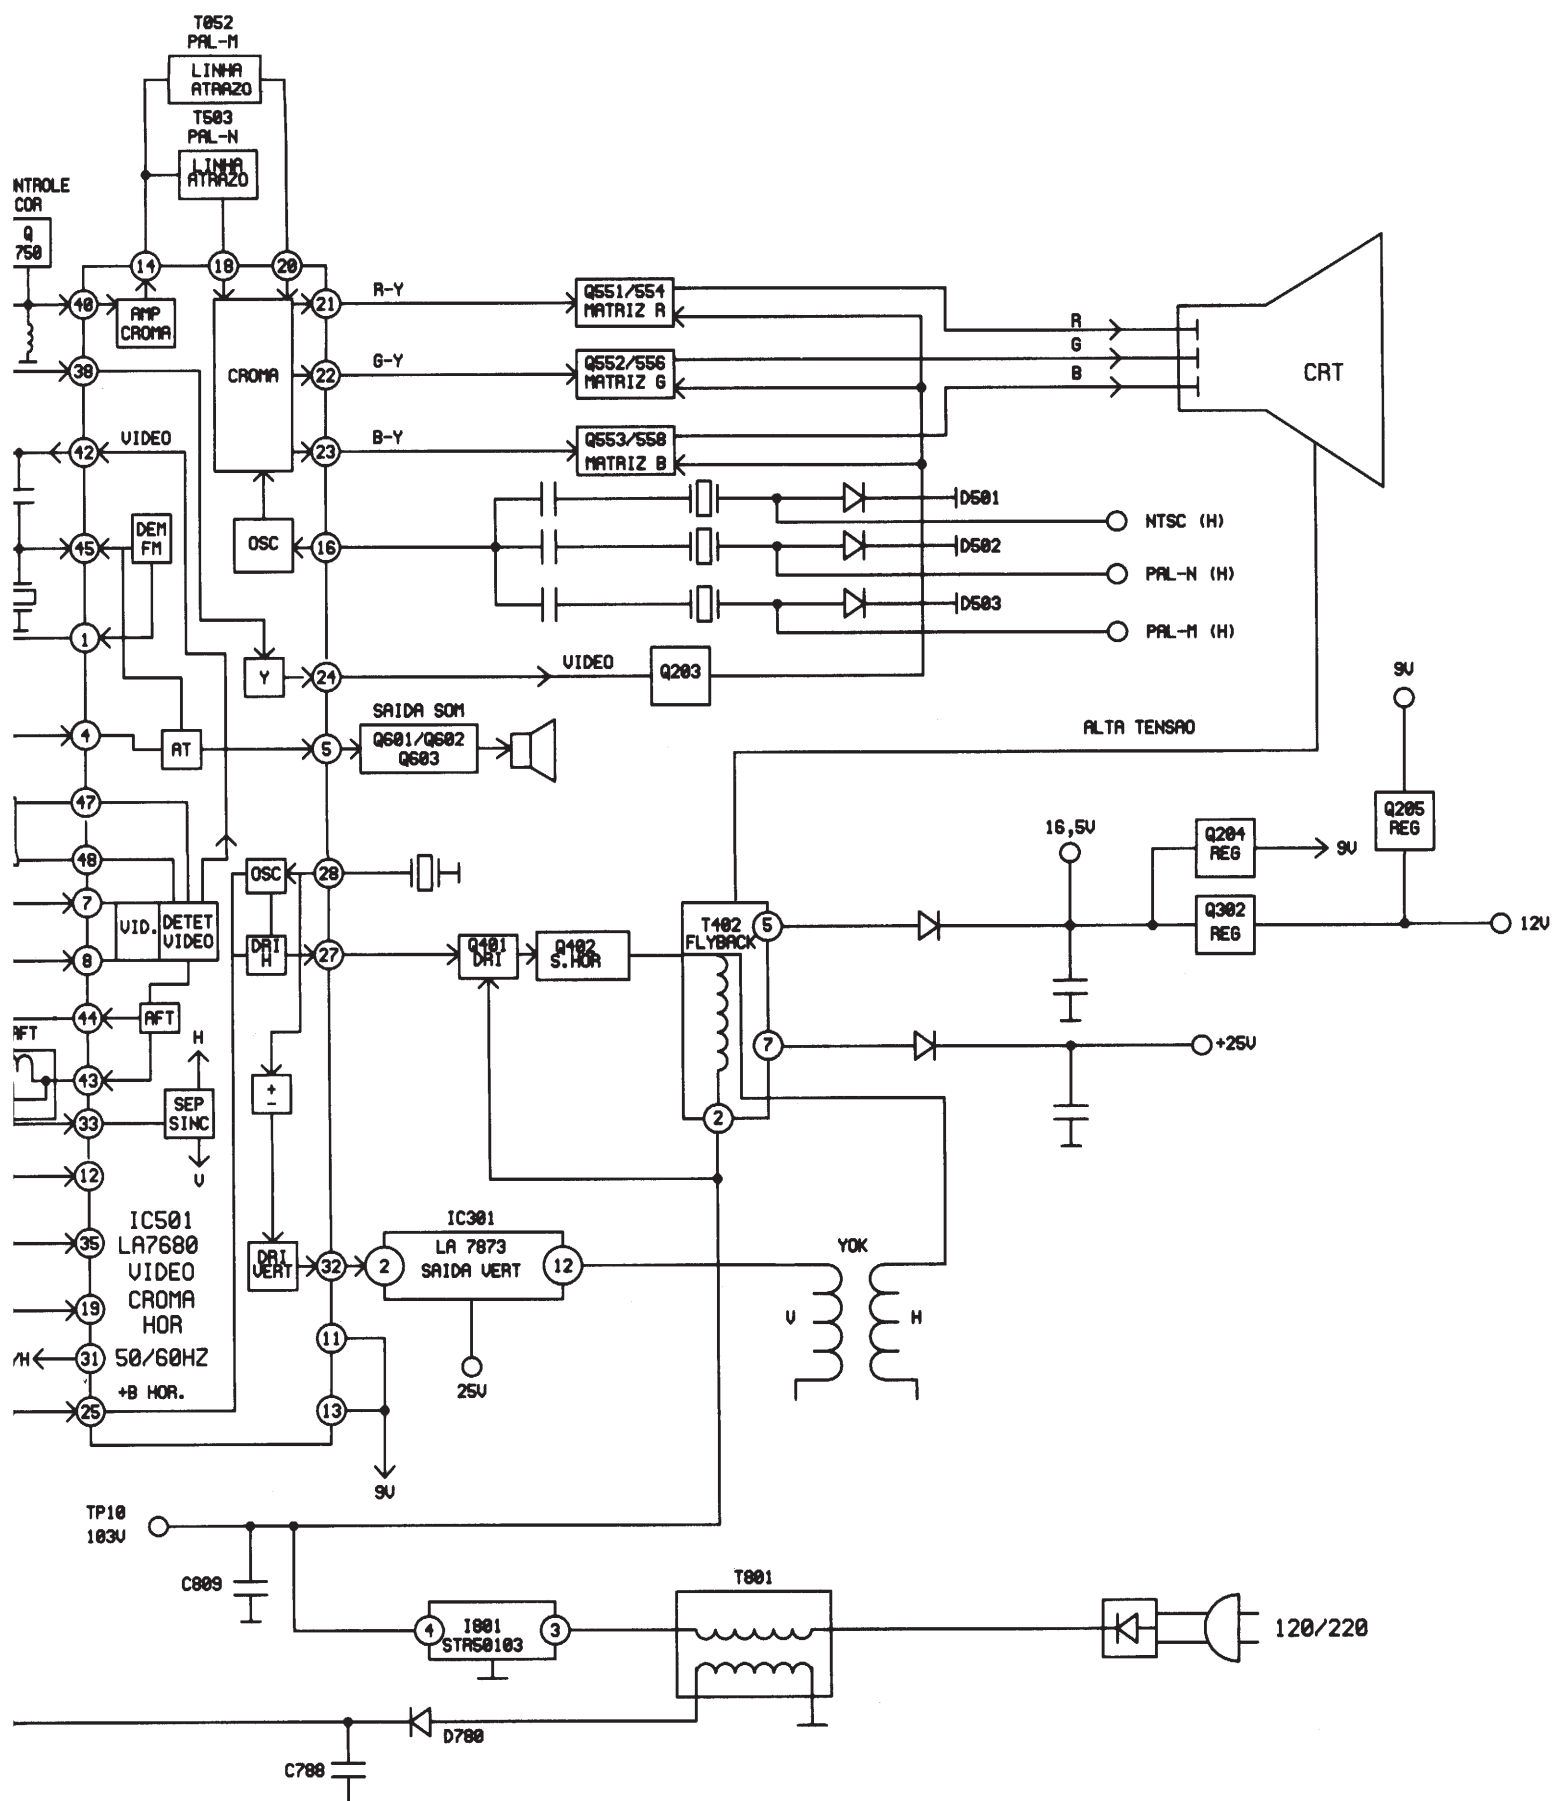 T052
PAL-M
LINHA
ATRAZO
T503
PAL-N
LINHA
ATRAZO
NTROLE
COR
Q
750
14
18
20
40
AMP
CROMA
CROMA
21
R-Y
Q551/554
MATRIZ R
R
G
B
CRT
38
22
G-Y
Q552/556
MATRIZ G
42
VIDEO
23
B-Y
Q553/558
MATRIZ B
D501
NTSC (H)
45
DEM
FM
OSC
16
D502
PAL-N (H)
D503
PAL-M (H)
1
Y
24
VIDEO
Q203
9V
4
AT
5
SAIDA SOM
Q601/Q602
Q603
ALTA TENSAO
47
48
Q205
REG
16,5V
Q204
REG
9V
OSC
28
7
VID.
DETET
VIDEO
T402
FLYBACK
5
Q302
REG
12V
8
DRI
H
27
Q401
DRI
Q402
S.HOR
44
AFT
AFT
H
7
+25V
43
+
-
33
SEP
SINC
2
12
V
IC501
LA7680
VIDEO
CROMA
HOR
35
IC301
LA 7873
SAIDA VERT
DRI
VERT
32
2
12
YOK
V
H
19
11
/H
31
50/60HZ
25V
+B HOR.
25
13
9V
TP10
103V
C809
T801
4
I801
STR50103
3
120/220
D780
C788